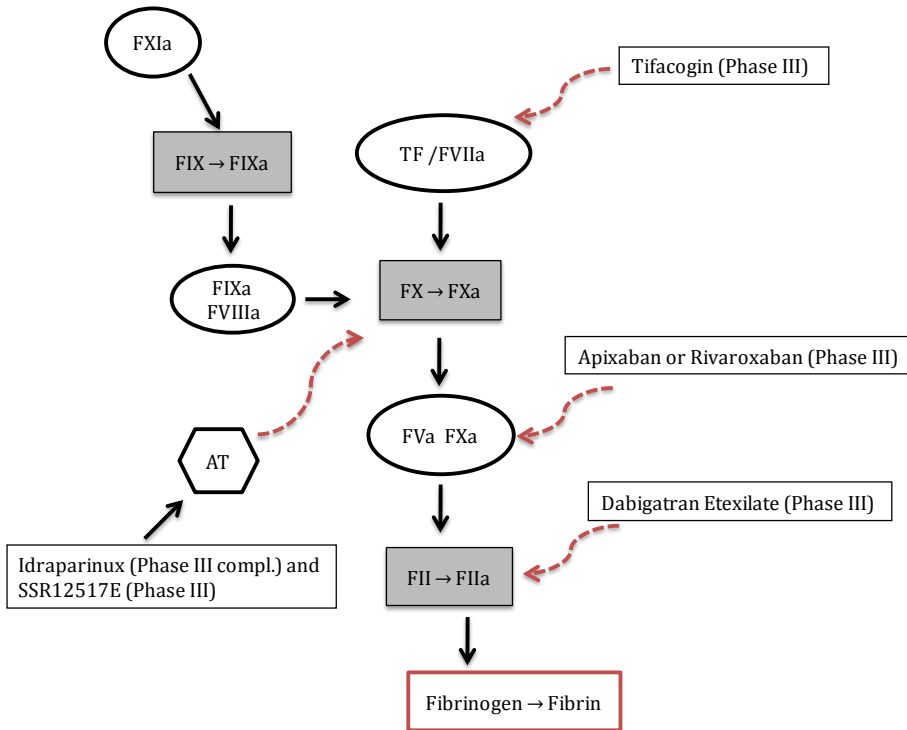 FXIa
Tifacogin (Phase III)
FIX → FIXa
TF /FVIIa
FIXa
FVIIIa
FX → FXa
Apixaban or Rivaroxaban (Phase III)
AT
FVa FXa
Dabigatran Etexilate (Phase III)
Idraparinux (Phase III compl.) and
SSR12517E (Phase III)
FII → FIIa
Fibrinogen → Fibrin